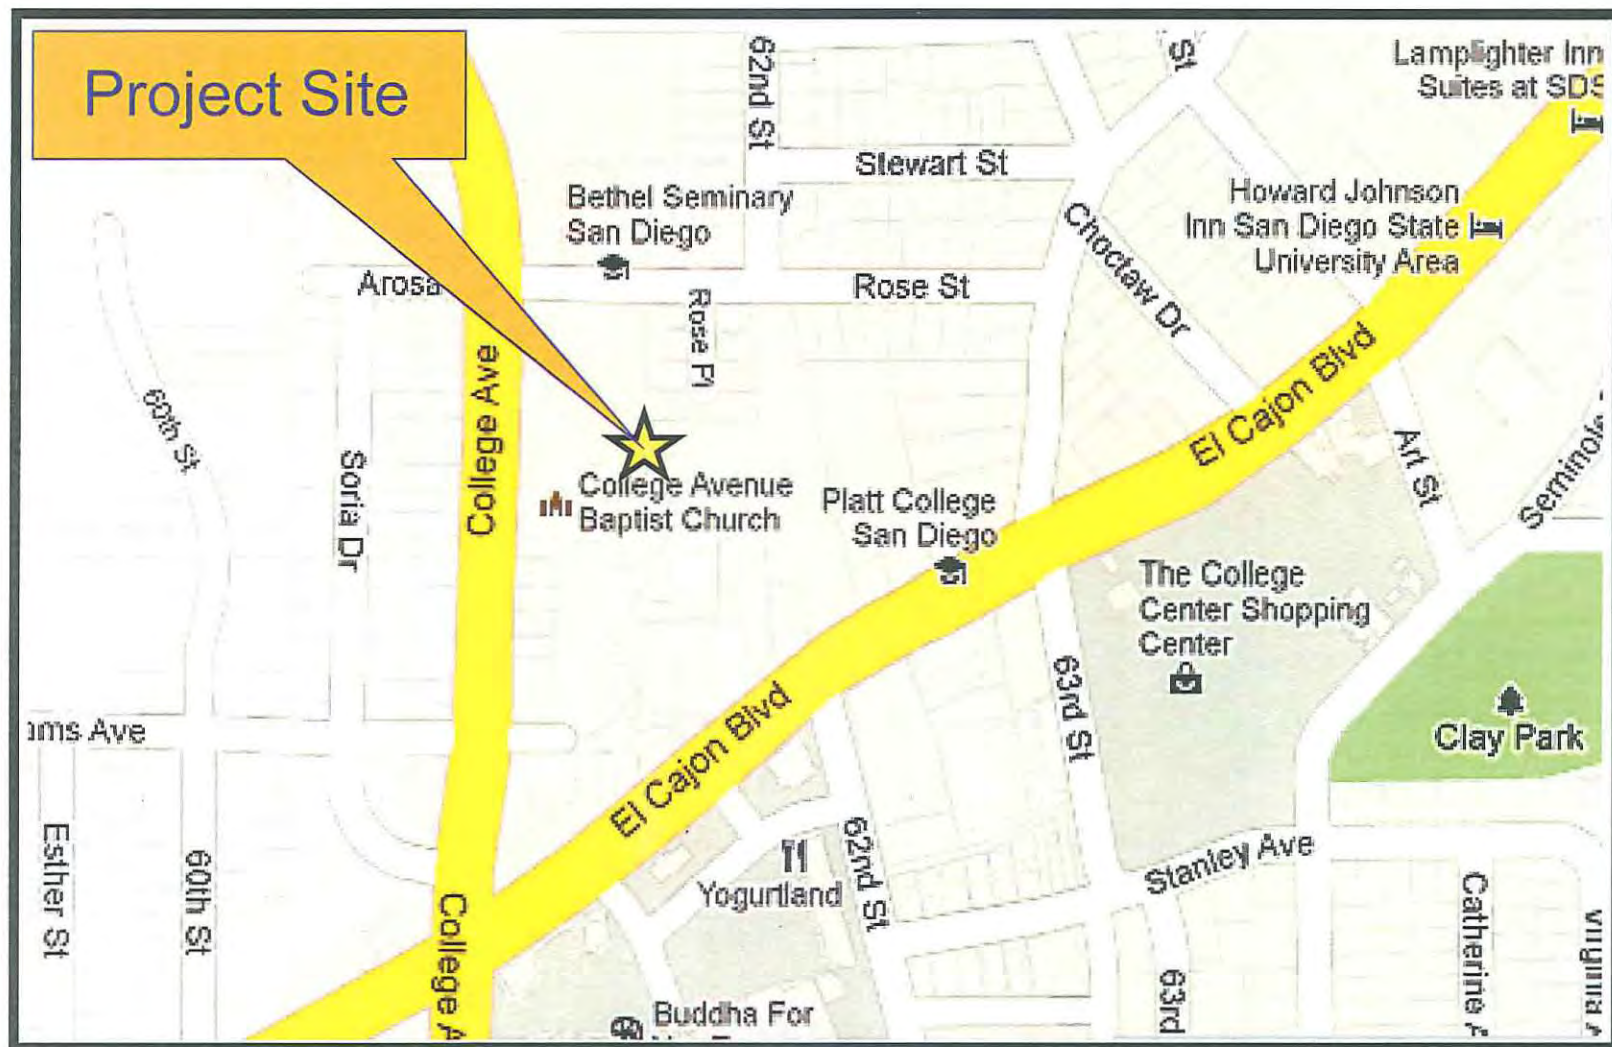 Project Site
62nd St
St
Lamplighter Inn
Suites at SDS
Stewart St
Bethel Seminary
San Diego
Howard Johnson
Inn San Diego State
University Area
Choctaw Dr
Arosa
Rose St
Rose Pl
College Ave
El Cajon Blvd
60th St
Soria Dr
Art St
Seminole
College Avenue
Baptist Church
Platt College
San Diego
The College
Center Shopping
Center
63rd St
Clay Park
ams Ave
El Cajon Blvd
Esther St
60th St
College A
Yogurtland
62nd St
Stanley Ave
Catherine A
Virginia A
63rd
Buddha For